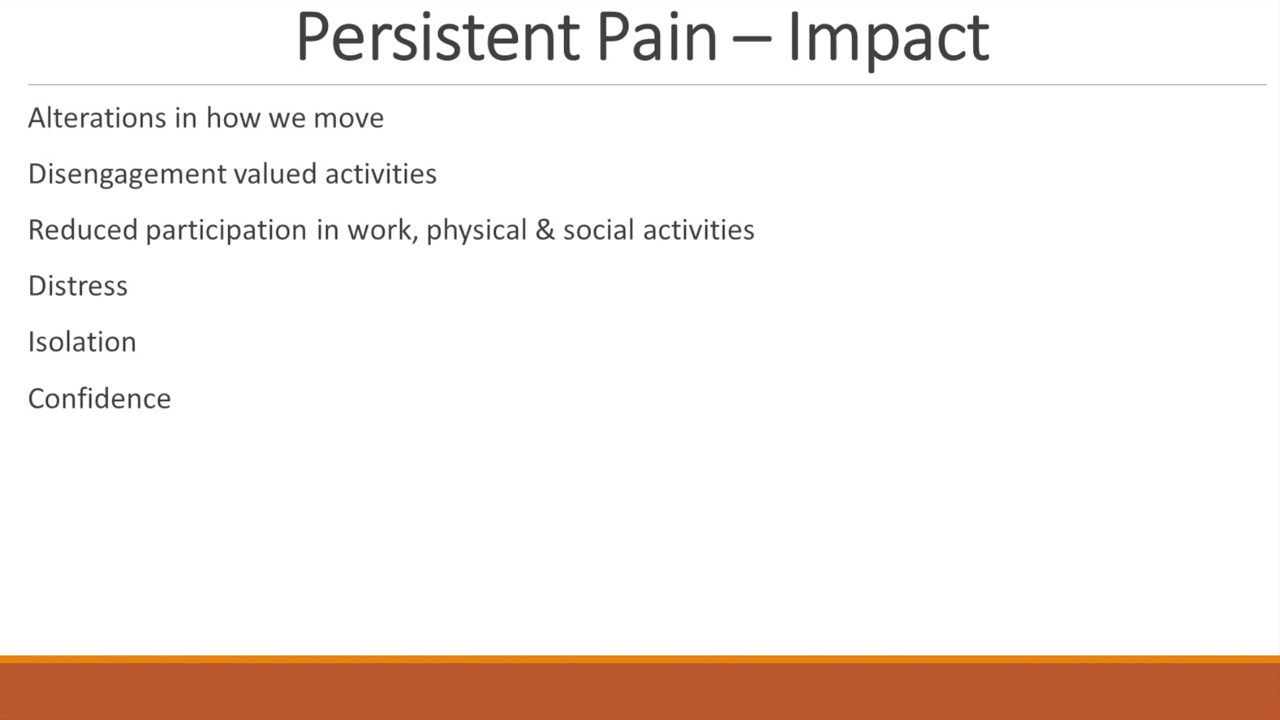 Persistent Pain – Impact
Alterations in how we move
Disengagement valued activities
Reduced participation in work, physical & social activities
Distress
Isolation
Confidence